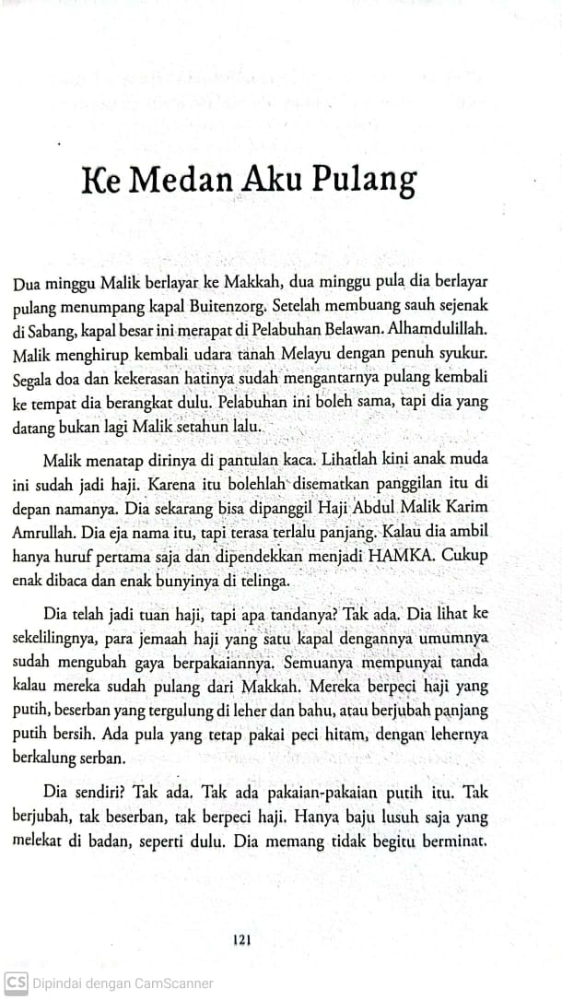 Ke Medan Aku Pulang
Dua minggu Malik berlayar ke Makkah, dua minggu pula dia berlayar
pulang menumpang kapal Buitenzorg. Setelah membuang sauh sejenak
di Sabang, kapal besar ini merapat di Pelabuhan Belawan. Alhamdulillah.
Malik menghirup kembali udara tanah Melayu dengan penuh syukur.
Segala doa dan kekerasan hatinya sudah mengantarnya pulang kembali
ke tempat dia berangkat dulu. Pelabuhan ini boleh sama, tapi dia yang
datang bukan lagi Malik setahun lalu.
Malik menatap dirinya di pantulan kaca. Lihatlah kini anak muda
ini sudah jadi haji. Karena itu bolehlah disematkan panggilan itu di
depan namanya. Dia sekarang bisa dipanggil Haji Abdul Malik Karim
Amrullah. Dia eja nama itu, tapi terasa terlalu panjang. Kalau dia ambil
hanya huruf pertama saja dan dipendekkan menjadi HAMKA. Cukup
enak dibaca dan enak bunyinya di telinga.
Dia telah jadi tuan haji, tapi apa tandanya? Tak ada. Dia lihat ke
sekelilingnya, para jemaah haji yang satu kapal dengannya umumnya
sudah mengubah gaya berpakaiannya. Semuanya mempunyai tanda
kalau mereka sudah pulang dari Makkah. Mereka berpeci haji yang
putih, beserban yang tergulung di leher dan bahu, atau berjubah panjang
putih bersih. Ada pula yang tetap pakai peci hitam, dengan lehernya
berkalung serban.
Dia sendiri? Tak ada. Tak ada pakaian-pakaian putih itu. Tak
berjubah, tak beserban, tak berpeci haji. Hanya baju lusuh saja yang
melekat di badan, seperti dulu. Dia memang tidak begitu berminat.
121
CS Dipindai dengan CamScanner